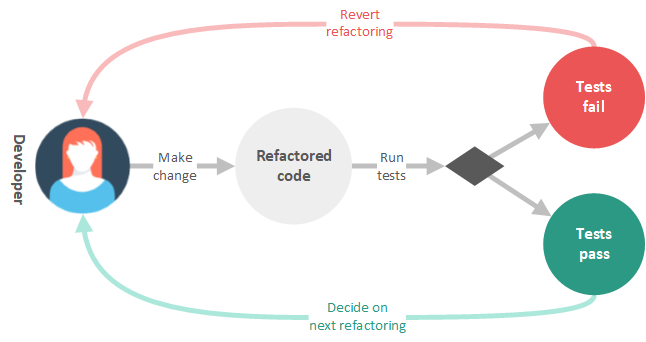 Revert
refactoring
Tests
fail
Developer
Make
change
Refactored
code
Run
tests
Tests
pass
Decide on
next refactoring